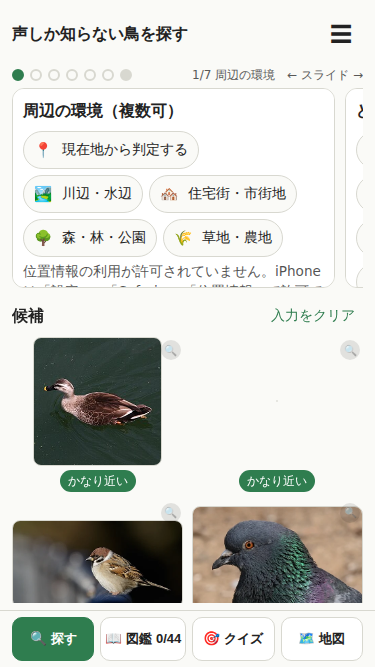 声しか知らない鳥を探す
1/7 周辺の環境 ← スライド →
周辺の環境（複数可）
現在地から判定する
川辺・水辺
住宅街・市街地
森・林・公園
草地・農地
位置情報の利用が許可されていません。iPhone
候補
入力をクリア
かなり近い
かなり近い
探す
図鑑 0/44
クイズ
地図